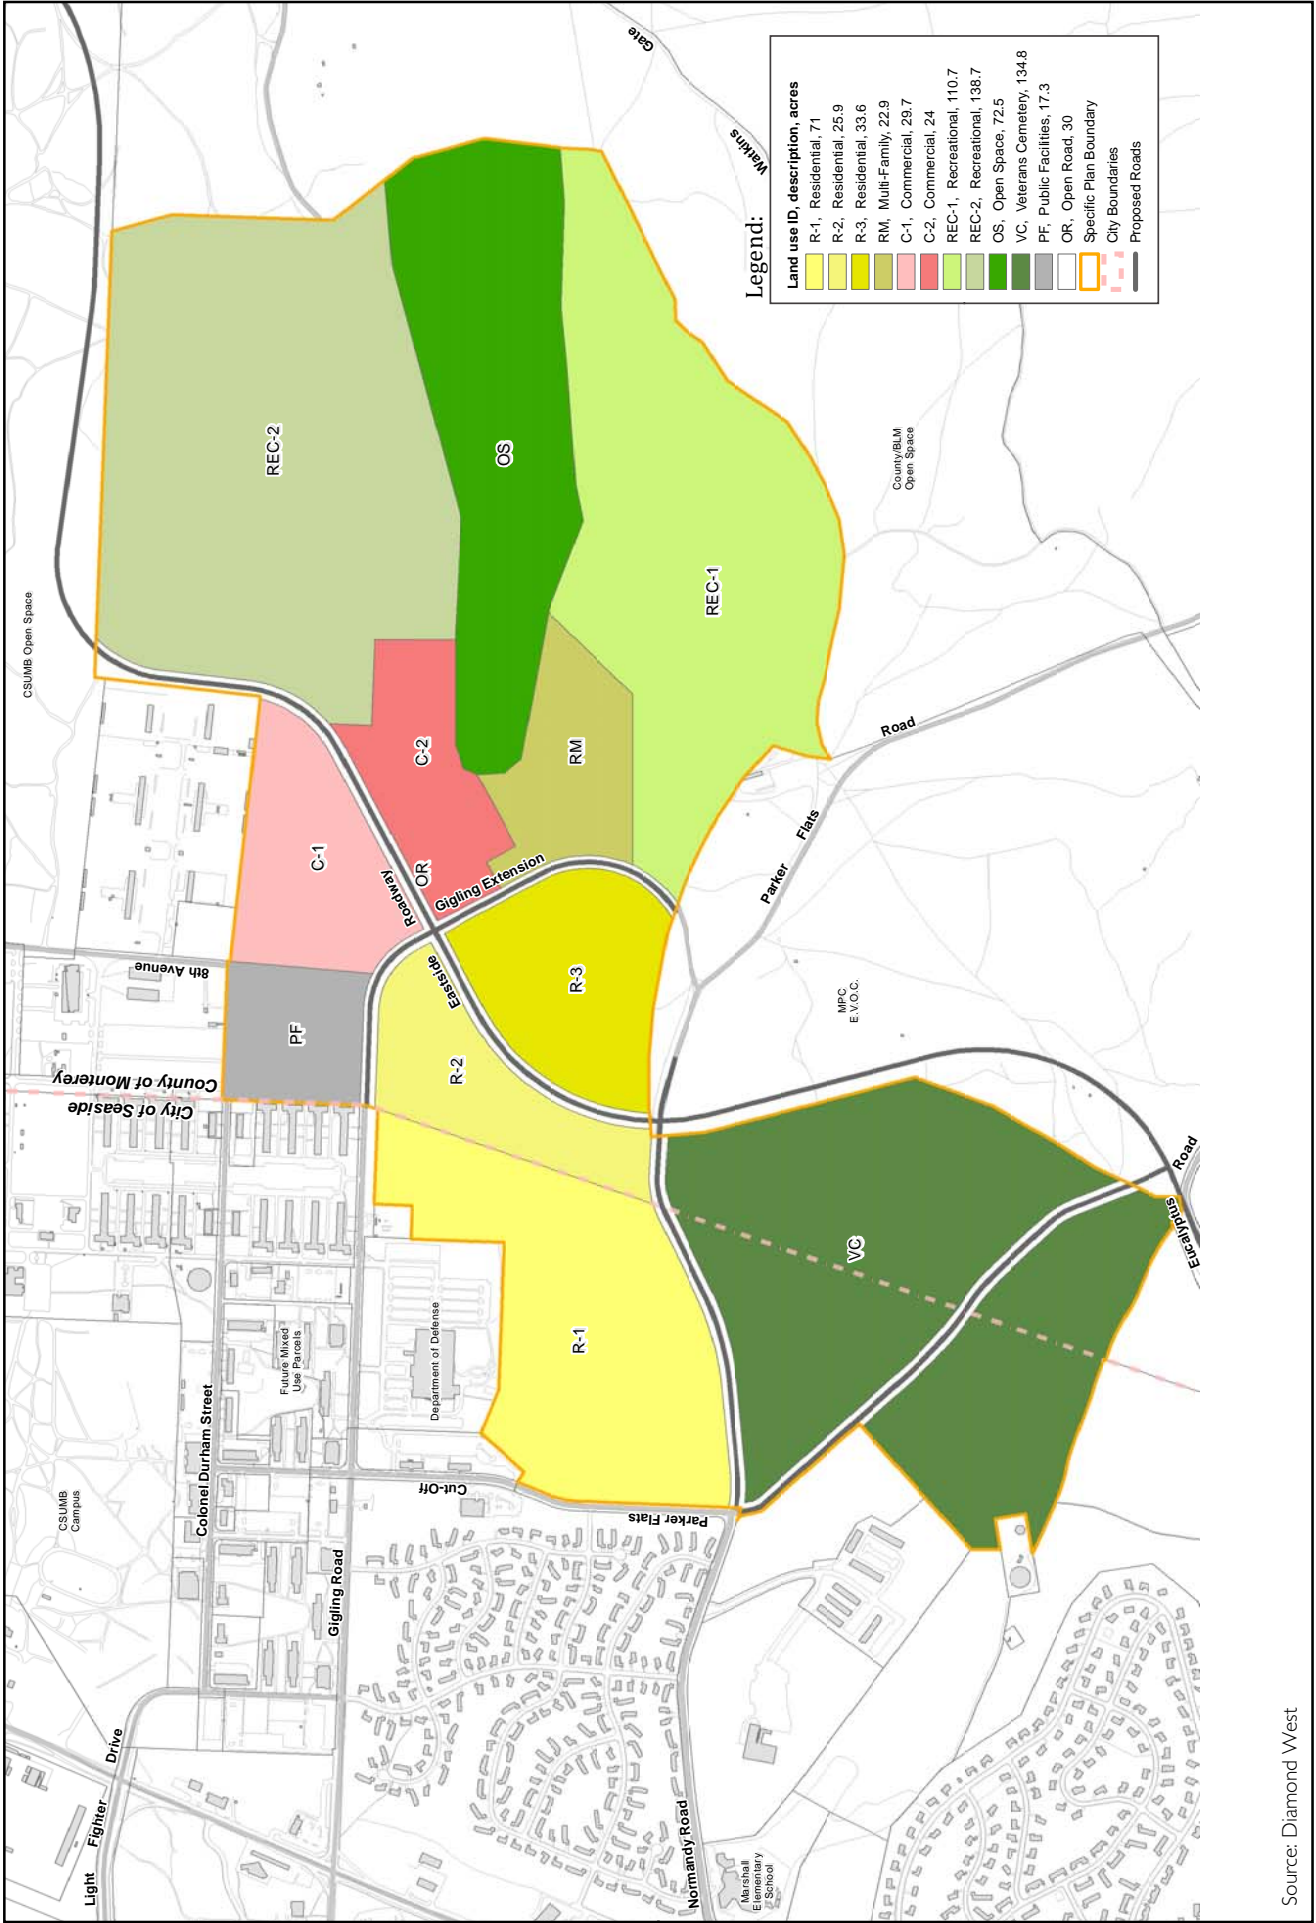 Light Fighter Drive
CSUMB
Campus
CSUMB Open Space
Colonel Durham Street
Gigling Road
Future Mixed
Use Parcels
Department of Defense
Cut-Off
Parker Flats
Normandy Road
Marshall
Elementary
School
City of Seaside
County of Monterey
8th Avenue
PF
C-1
REC-2
Roadway
OR
C-2
Gigling Extension
Eastside
R-2
R-3
RM
OS
REC-1
R-1
VC
Parker Flats Road
MPC
E.V.O.C.
County/BLM
Open Space
Eucalyptus Road
Watkins Gate
Legend:
Land use ID, description, acres
R-1, Residential, 71
R-2, Residential, 25.9
R-3, Residential, 33.6
RM, Multi-Family, 22.9
C-1, Commercial, 29.7
C-2, Commercial, 24
REC-1, Recreational, 110.7
REC-2, Recreational, 138.7
OS, Open Space, 72.5
VC, Veterans Cemetery, 134.8
PF, Public Facilities, 17.3
OR, Open Road, 30
Specific Plan Boundary
City Boundaries
Proposed Roads
Source: Diamond West